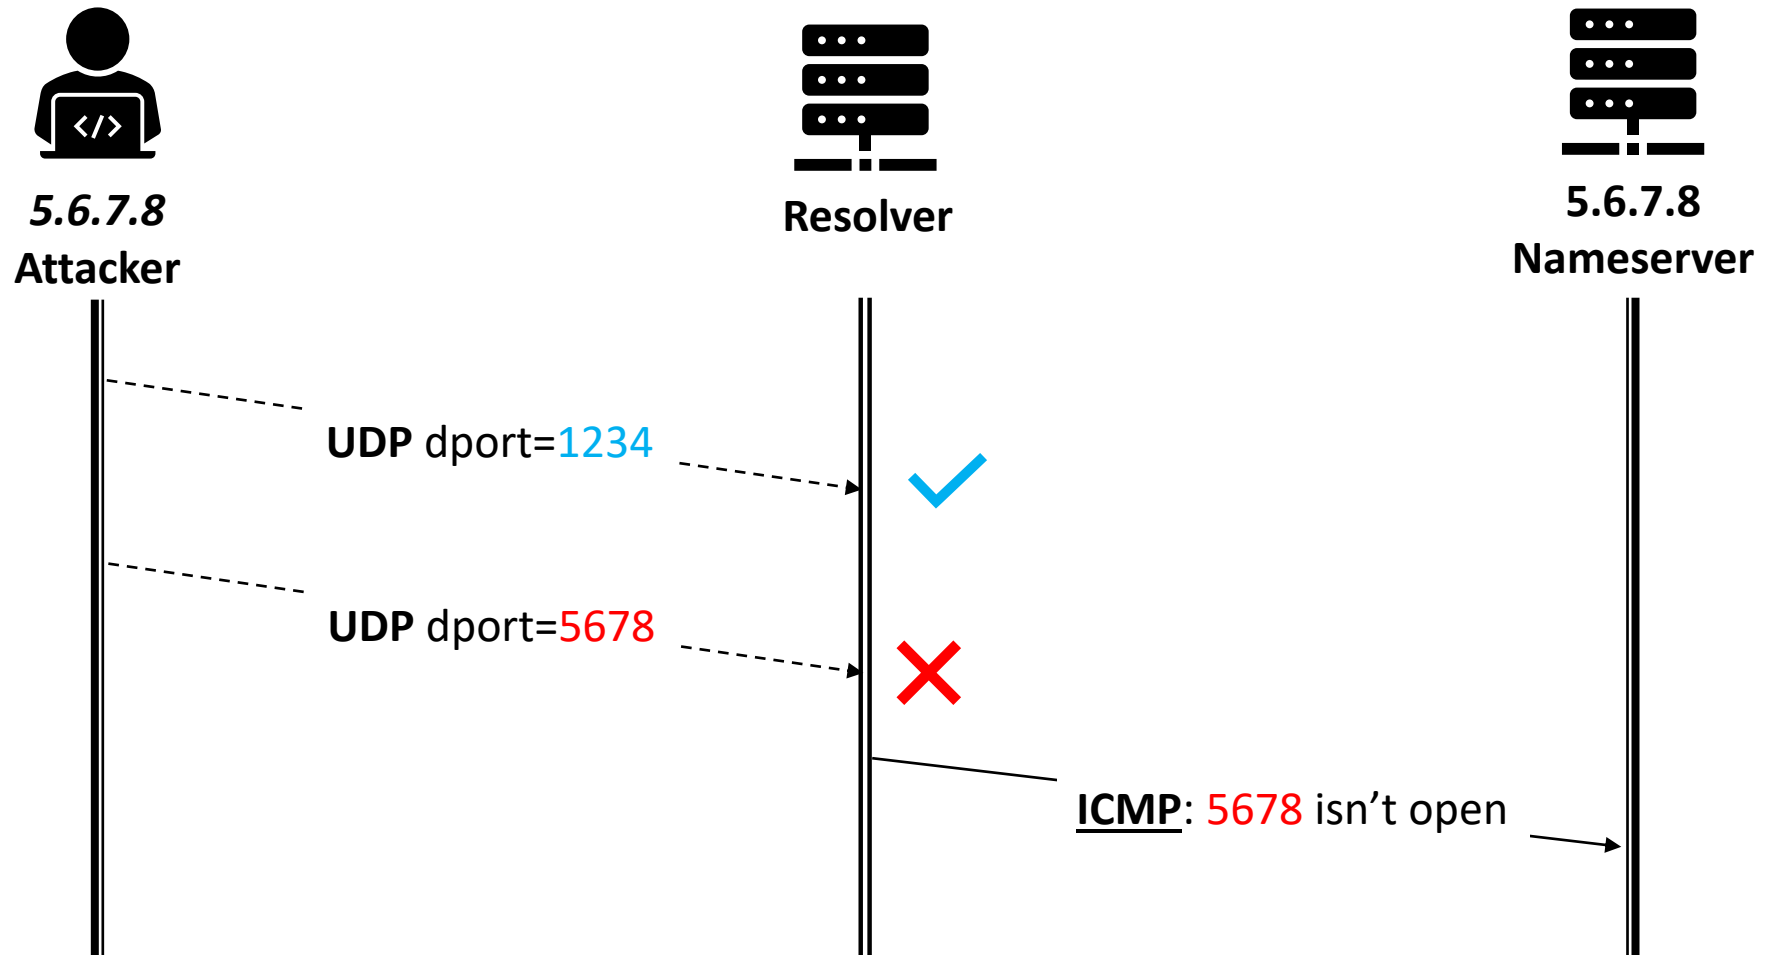 </>
5.6.7.8
Attacker
Resolver
5.6.7.8
Nameserver
UDP dport=1234
UDP dport=5678
ICMP: 5678 isn’t open